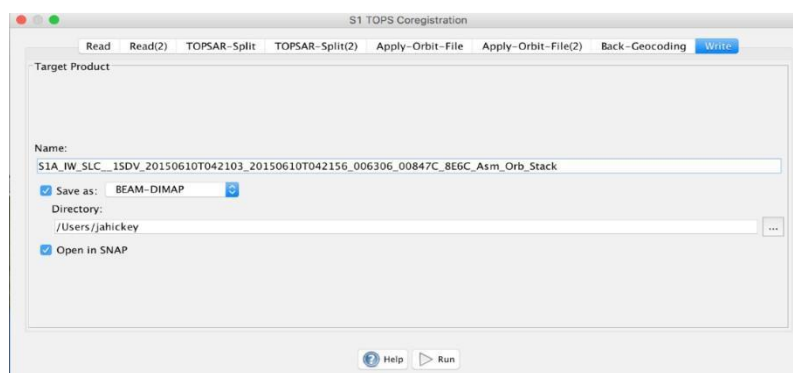 S1 TOPS Coregistration
Read Read(2) TOPSAR-Split TOPSAR-Split(2) Apply-Orbit-File Apply-Orbit-File(2) Back-Geocoding Write
Target Product
Name:
S1A_IW_SLC__1SDV_20150610T042103_20150610T042156_006306_00847C_8E6C_Asm_Orb_Stack
Save as: BEAM-DIMAP
Directory:
/Users/jahickey
...
Open in SNAP
Help Run